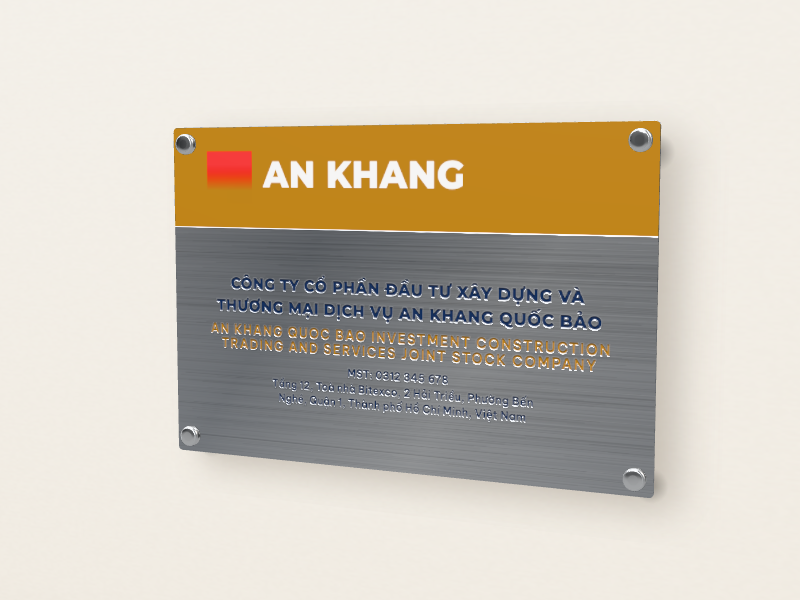 AN KHANG
CÔNG TY CỔ PHẦN ĐẦU TƯ XÂY DỰNG VÀ
THƯƠNG MẠI DỊCH VỤ AN KHANG QUỐC BẢO
AN KHANG QUOC BAO INVESTMENT CONSTRUCTION
TRADING AND SERVICES JOINT STOCK COMPANY
MST: 0312 345 678
Tầng 12, Toà nhà Bitexco, 2 Hải Triều, Phường Bến
Nghé, Quận 1, Thành phố Hồ Chí Minh, Việt Nam